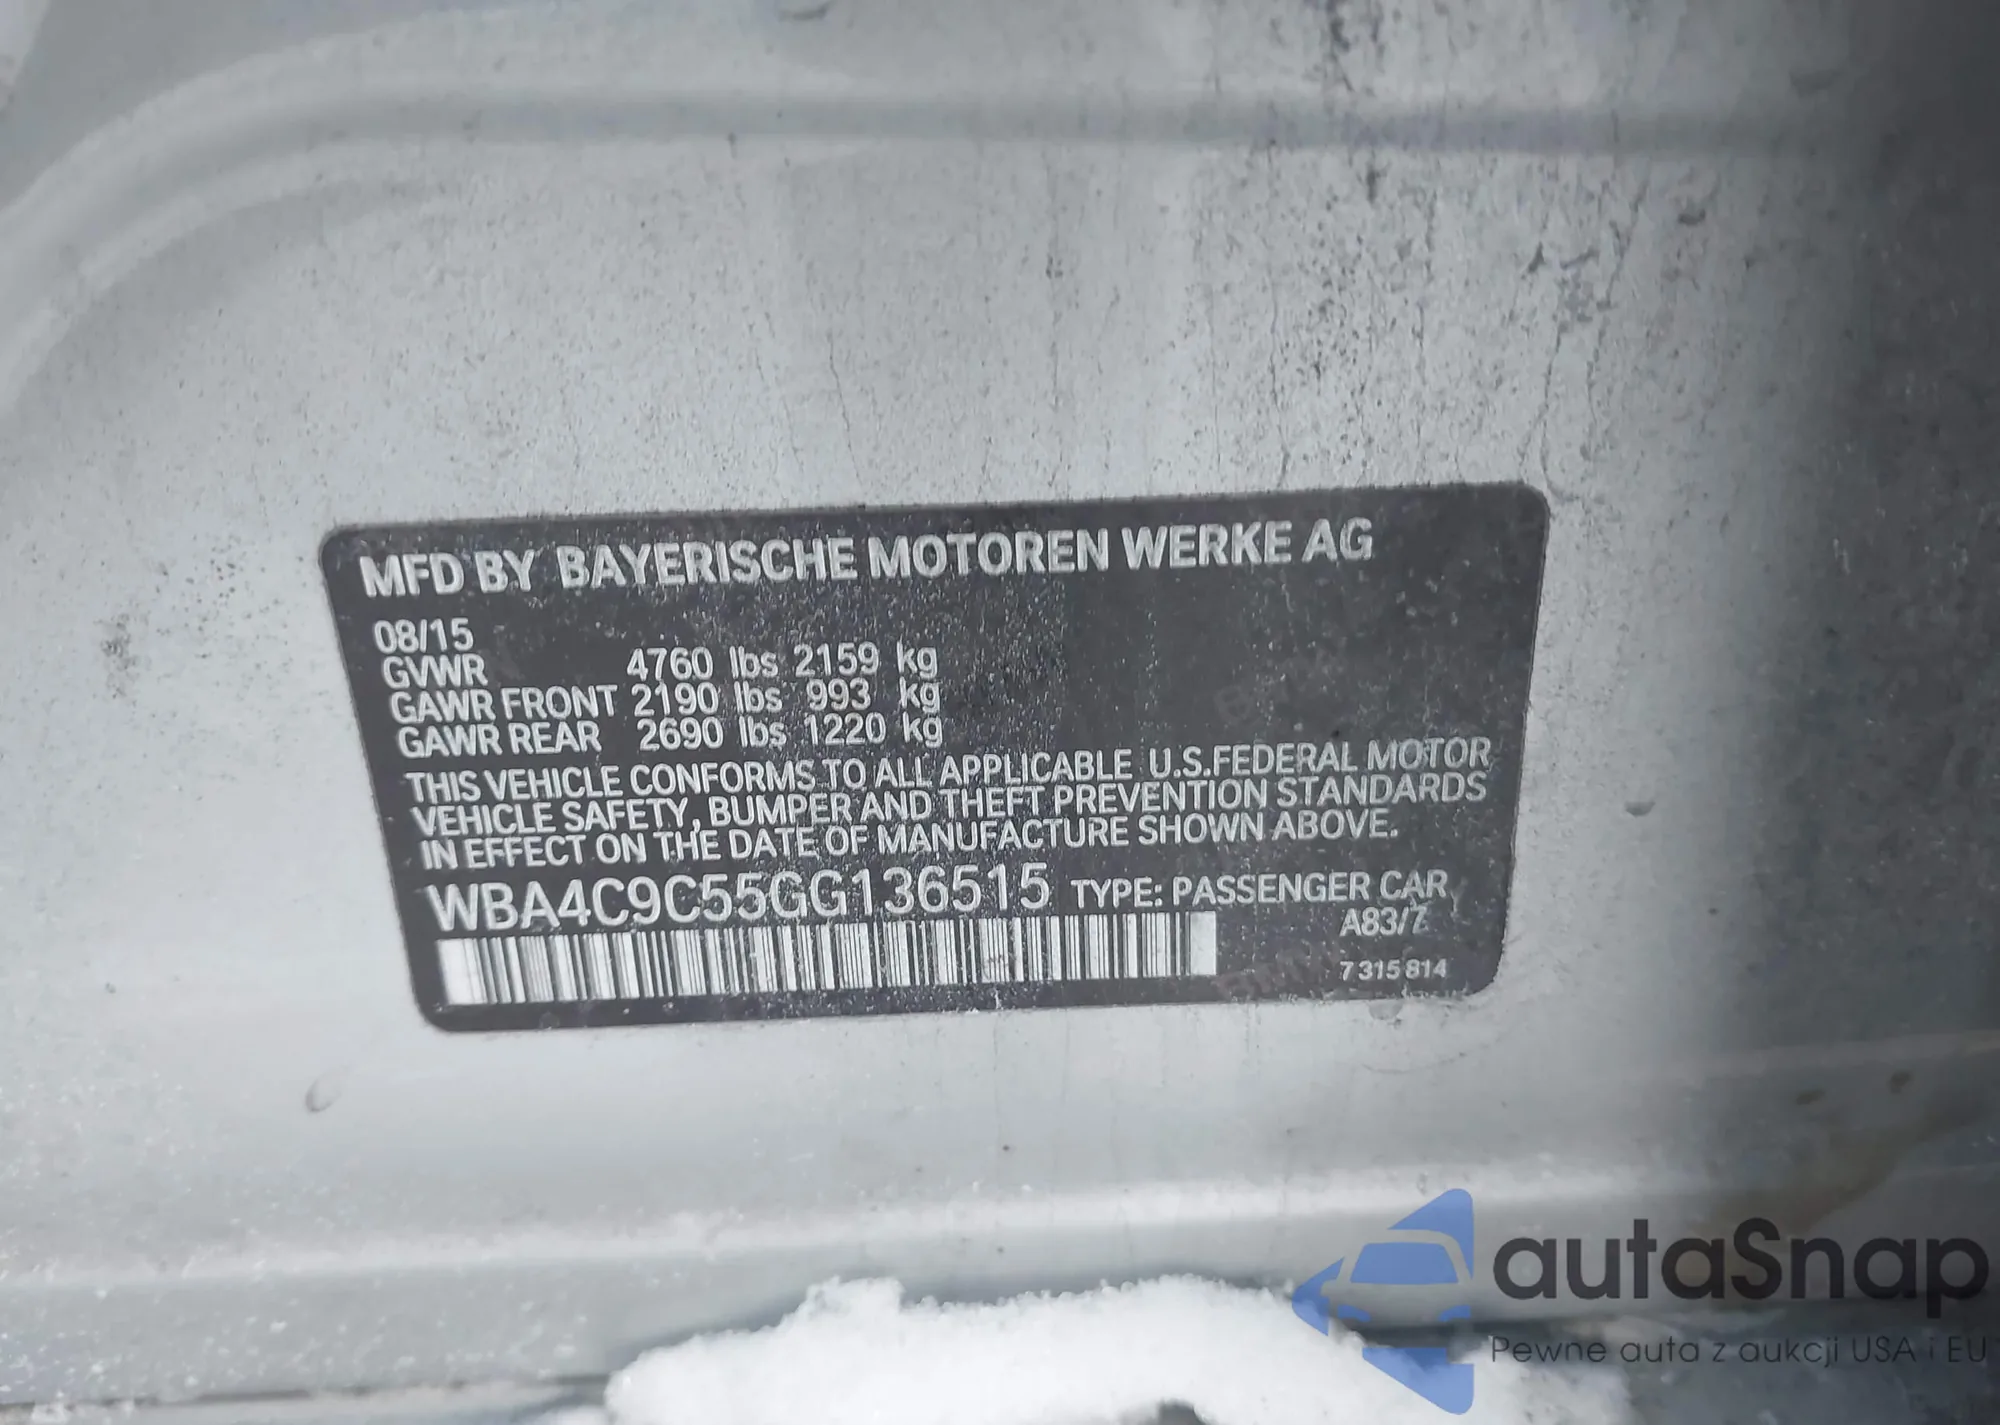 MFD BY BAYERISCHE MOTOREN WERKE AG
08/15
GVWR 4760 lbs 2159 kg
GAWR FRONT 2190 lbs 993 kg
GAWR REAR 2690 lbs 1220 kg
THIS VEHICLE CONFORMS TO ALL APPLICABLE U.S.FEDERAL MOTOR
VEHICLE SAFETY, BUMPER AND THEFT PREVENTION STANDARDS
IN EFFECT ON THE DATE OF MANUFACTURE SHOWN ABOVE.
WBA4C9C55GG136515 TYPE: PASSENGER CAR
A83/7
7 315 814
autaSnap
Pewne auta z aukcji USA i EU